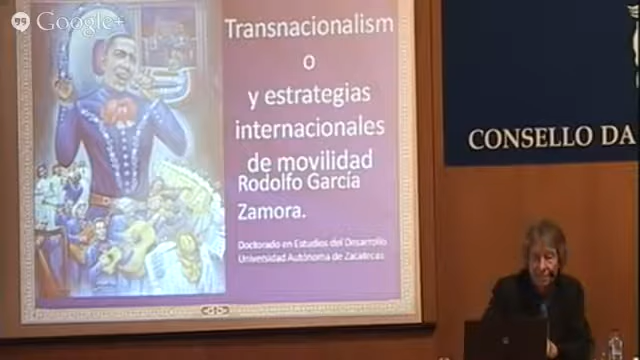 Google+
Transnacionalism
o
y estrategias
internacionales
de movilidad
Rodolfo García
Zamora.
Doctorado en Estudios del Desarrollo
Universidad Autónoma de Zacatecas
CONSELLO DA